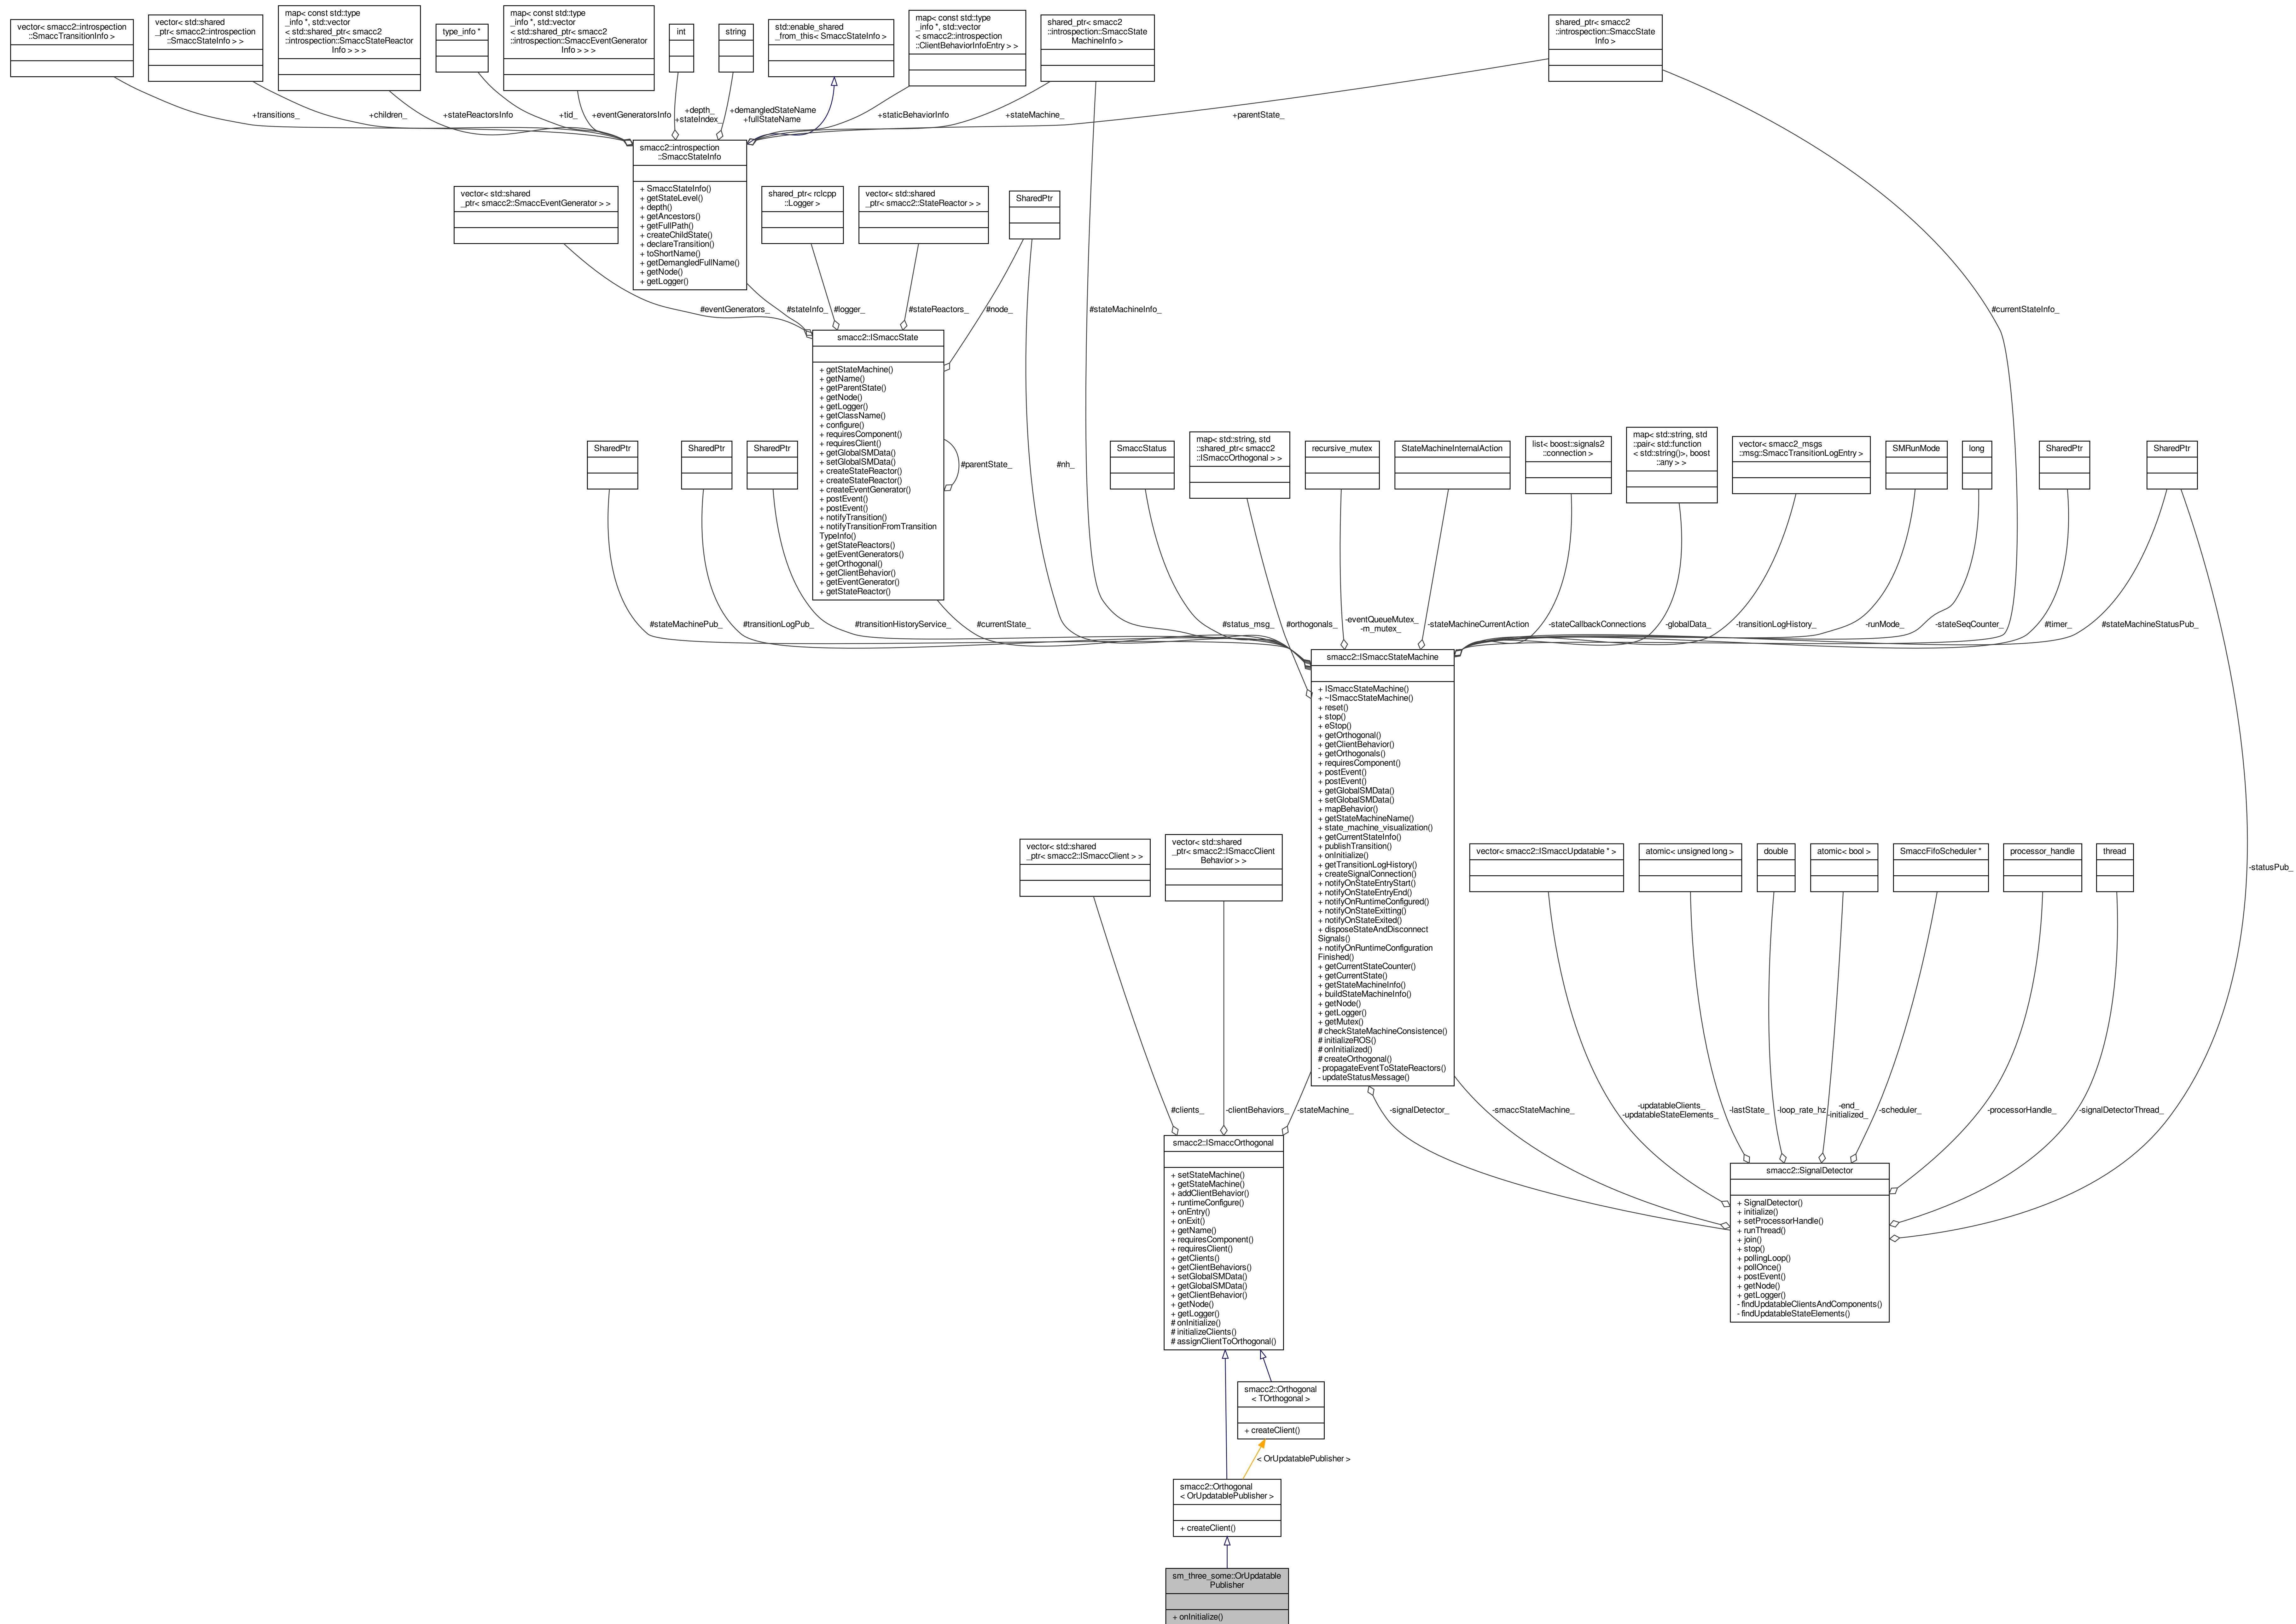 vector< smacc2::introspection
::SmaccTransitionInfo >
vector< std::shared
_ptr< smacc2::introspection
::SmaccStateInfo > >
map< const std::type
_info *, std::vector
< std::shared_ptr< smacc2
::introspection::SmaccStateReactor
Info > > >
type_info *
map< const std::type
_info *, std::vector
< std::shared_ptr< smacc2
::introspection::SmaccEventGenerator
Info > > >
int
string
std::enable_shared
_from_this< SmaccStateInfo >
map< const std::type
_info *, std::vector
< smacc2::introspection
::ClientBehaviorInfoEntry > >
shared_ptr< smacc2
::introspection::SmaccState
MachineInfo >
shared_ptr< smacc2
::introspection::SmaccState
Info >
+transitions_
+children_
+stateReactorsInfo
+tid_
+eventGeneratorsInfo
+depth_
+stateIndex_
+demangledStateName
+fullStateName
+staticBehaviorInfo
+stateMachine_
+parentState_
smacc2::introspection
::SmaccStateInfo
+ SmaccStateInfo()
+ getStateLevel()
+ depth()
+ getAncestors()
+ getFullPath()
+ createChildState()
+ declareTransition()
+ toShortName()
+ getDemangledFullName()
+ getNode()
+ getLogger()
vector< std::shared
_ptr< smacc2::SmaccEventGenerator > >
shared_ptr< rclcpp
::Logger >
vector< std::shared
_ptr< smacc2::StateReactor > >
SharedPtr
#eventGenerators_
#stateInfo_
#logger_
#stateReactors_
#node_
#stateMachineInfo_
#currentStateInfo_
smacc2::ISmaccState
+ getStateMachine()
+ getName()
+ getParentState()
+ getNode()
+ getLogger()
+ getClassName()
+ configure()
+ requiresComponent()
+ requiresClient()
+ getGlobalSMData()
+ setGlobalSMData()
+ createStateReactor()
+ createStateReactor()
+ createEventGenerator()
+ postEvent()
+ postEvent()
+ notifyTransition()
+ notifyTransitionFromTransition
TypeInfo()
+ getStateReactors()
+ getEventGenerators()
+ getOrthogonal()
+ getClientBehavior()
+ getEventGenerator()
+ getStateReactor()
#parentState_
#nh_
SharedPtr
SharedPtr
SharedPtr
SmaccStatus
map< std::string, std
::shared_ptr< smacc2
::ISmaccOrthogonal > >
recursive_mutex
StateMachineInternalAction
list< boost::signals2
::connection >
map< std::string, std
::pair< std::function
< std::string()>, boost
::any > >
vector< smacc2_msgs
::msg::SmaccTransitionLogEntry >
SMRunMode
long
SharedPtr
SharedPtr
#stateMachinePub_
#transitionLogPub_
#transitionHistoryService_
#currentState_
#status_msg_
#orthogonals_
-eventQueueMutex_
-m_mutex_
-stateMachineCurrentAction
-stateCallbackConnections
-globalData_
-transitionLogHistory_
-runMode_
-stateSeqCounter_
#timer_
#stateMachineStatusPub_
smacc2::ISmaccStateMachine
+ ISmaccStateMachine()
+ ~ISmaccStateMachine()
+ reset()
+ stop()
+ eStop()
+ getOrthogonal()
+ getClientBehavior()
+ getOrthogonals()
+ requiresComponent()
+ postEvent()
+ postEvent()
+ getGlobalSMData()
+ setGlobalSMData()
+ mapBehavior()
+ getStateMachineName()
+ state_machine_visualization()
+ getCurrentStateInfo()
+ publishTransition()
+ onInitialize()
+ getTransitionLogHistory()
+ createSignalConnection()
+ notifyOnStateEntryStart()
+ notifyOnStateEntryEnd()
+ notifyOnRuntimeConfigured()
+ notifyOnStateExitting()
+ notifyOnStateExited()
+ disposeStateAndDisconnect
Signals()
+ notifyOnRuntimeConfiguration
Finished()
+ getCurrentStateCounter()
+ getCurrentState()
+ getStateMachineInfo()
+ buildStateMachineInfo()
+ getNode()
+ getLogger()
+ getMutex()
# checkStateMachineConsistence()
# initializeROS()
# onInitialized()
# createOrthogonal()
- propagateEventToStateReactors()
- updateStatusMessage()
vector< std::shared
_ptr< smacc2::ISmaccClient > >
vector< std::shared
_ptr< smacc2::ISmaccClient
Behavior > >
vector< smacc2::ISmaccUpdatable * >
atomic< unsigned long >
double
atomic< bool >
SmaccFifoScheduler *
processor_handle
thread
-statusPub_
#clients_
-clientBehaviors_
-stateMachine_
-signalDetector_
-smaccStateMachine_
-updatableClients_
-updatableStateElements_
-lastState_
-loop_rate_hz
-end_
-initialized_
-scheduler_
-processorHandle_
-signalDetectorThread_
smacc2::ISmaccOrthogonal
+ setStateMachine()
+ getStateMachine()
+ addClientBehavior()
+ runtimeConfigure()
+ onEntry()
+ onExit()
+ getName()
+ requiresComponent()
+ requiresClient()
+ getClients()
+ getClientBehaviors()
+ setGlobalSMData()
+ getGlobalSMData()
+ getClientBehavior()
+ getNode()
+ getLogger()
# onInitialize()
# initializeClients()
# assignClientToOrthogonal()
smacc2::SignalDetector
+ SignalDetector()
+ initialize()
+ setProcessorHandle()
+ runThread()
+ join()
+ stop()
+ pollingLoop()
+ pollOnce()
+ postEvent()
+ getNode()
+ getLogger()
- findUpdatableClientsAndComponents()
- findUpdatableStateElements()
smacc2::Orthogonal
< TOrthogonal >
+ createClient()
< OrUpdatablePublisher >
smacc2::Orthogonal
< OrUpdatablePublisher >
+ createClient()
sm_three_some::OrUpdatable
Publisher
+ onInitialize()